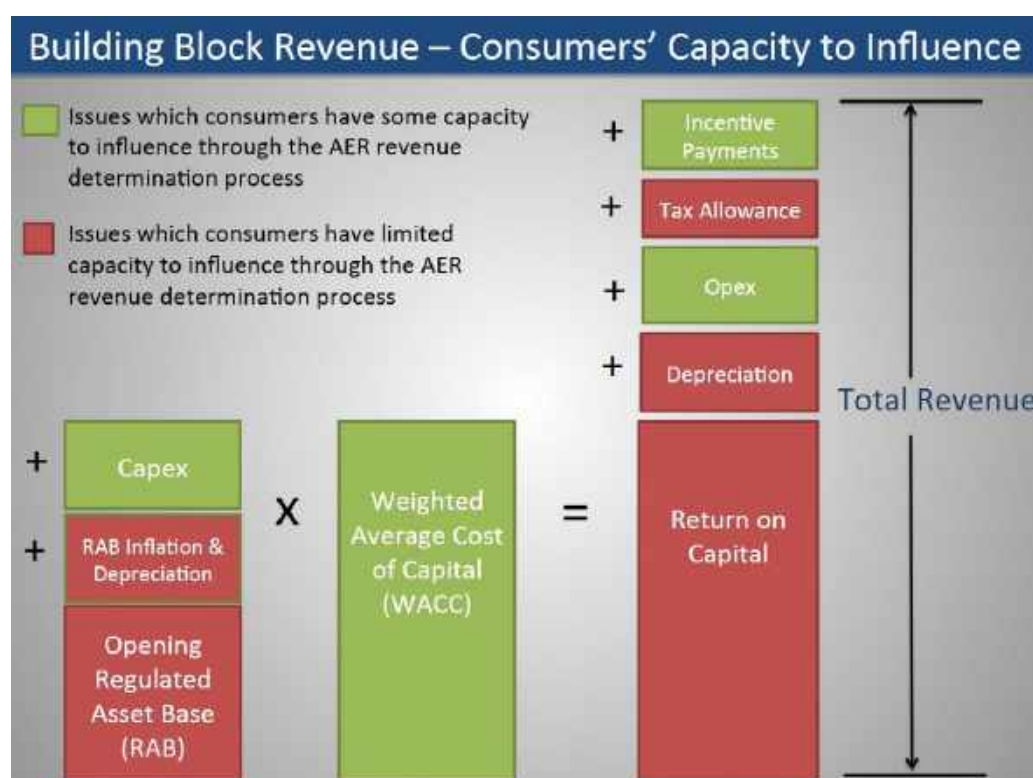 Building Block Revenue – Consumers’ Capacity to Influence
Issues which consumers have some capacity
to influence through the AER revenue
determination process
Issues which consumers have limited
capacity to influence through the AER
revenue determination process
+
Incentive
Payments
+
Tax Allowance
+
Opex
+
Depreciation
Total Revenue
+
Capex
+
RAB Inflation &
Depreciation
Opening
Regulated
Asset Base
(RAB)
X
Weighted
Average Cost
of Capital
(WACC)
=
Return on
Capital